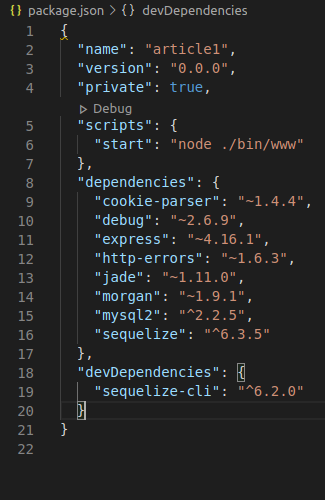 {} package.json > {} devDependencies
1 {
2 "name": "article1",
3 "version": "0.0.0",
4 "private": true,
Debug
5 "scripts": {
6 "start": "node ./bin/www"
7 },
8 "dependencies": {
9 "cookie-parser": "~1.4.4",
10 "debug": "~2.6.9",
11 "express": "~4.16.1",
12 "http-errors": "~1.6.3",
13 "jade": "~1.11.0",
14 "morgan": "~1.9.1",
15 "mysql2": "^2.2.5",
16 "sequelize": "^6.3.5"
17 },
18 "devDependencies": {
19 "sequelize-cli": "^6.2.0"
20 }
21 }
22